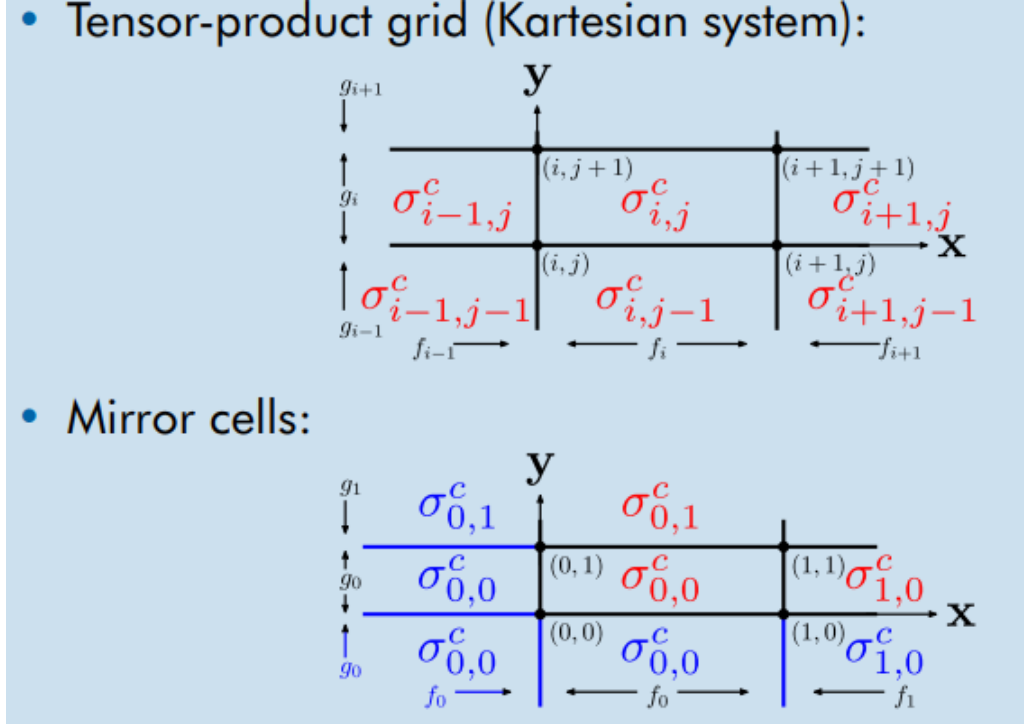 • Tensor-product grid (Kartesian system):
y
g_{i+1}
(i, j + 1) (i + 1, j + 1)
g_i σ^c_{i−1,j} σ^c_{i,j} σ^c_{i+1,j}
x
(i, j) (i + 1, j)
σ^c_{i−1,j−1} σ^c_{i,j−1} σ^c_{i+1,j−1}
g_{i−1}
f_{i−1} f_i f_{i+1}
• Mirror cells:
y
g_1 σ^c_{0,1} σ^c_{0,1}
(0, 1) (1, 1)
g_0 σ^c_{0,0} σ^c_{0,0} σ^c_{1,0}
x
(0, 0) (1, 0)
g_0 σ^c_{0,0} σ^c_{0,0} σ^c_{1,0}
f_0 f_0 f_1